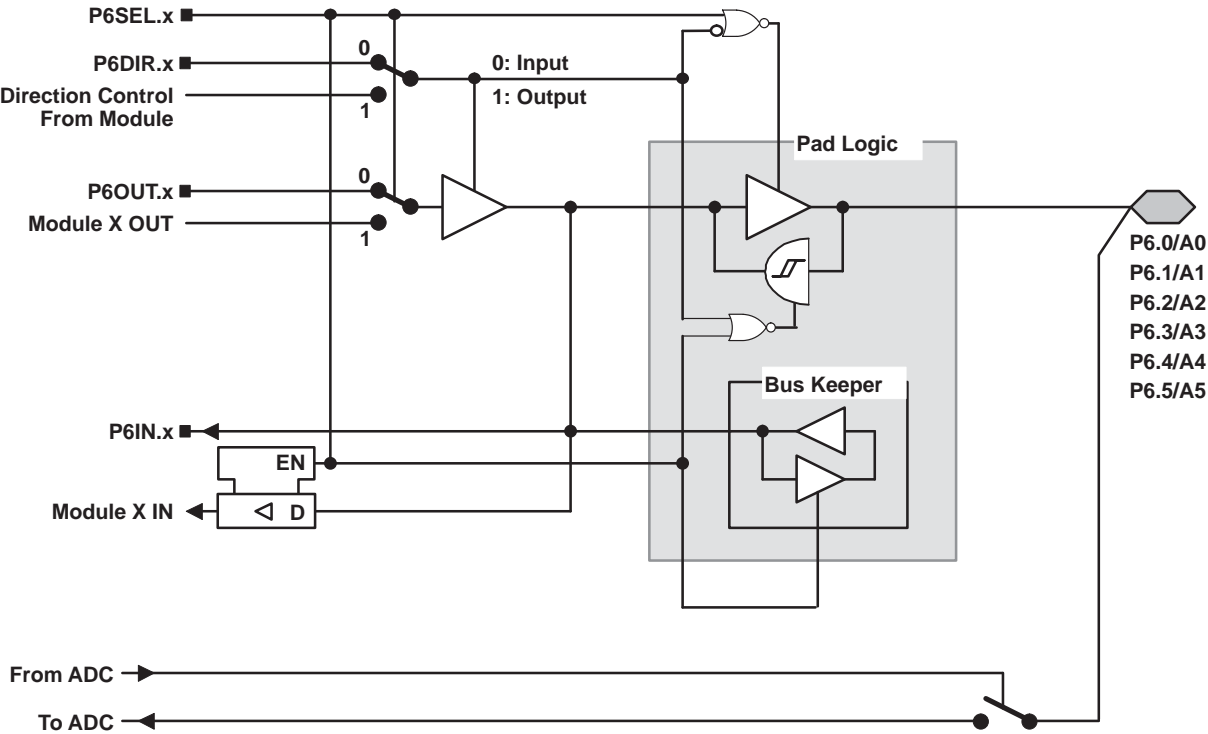 P6SEL.x
0
P6DIR.x
0: Input
Direction Control
From Module
1
1: Output
Pad Logic
0
P6OUT.x
Module X OUT
1
P6.0/A0
P6.1/A1
P6.2/A2
P6.3/A3
P6.4/A4
P6.5/A5
Bus Keeper
P6IN.x
EN
Module X IN
D
From ADC
To ADC